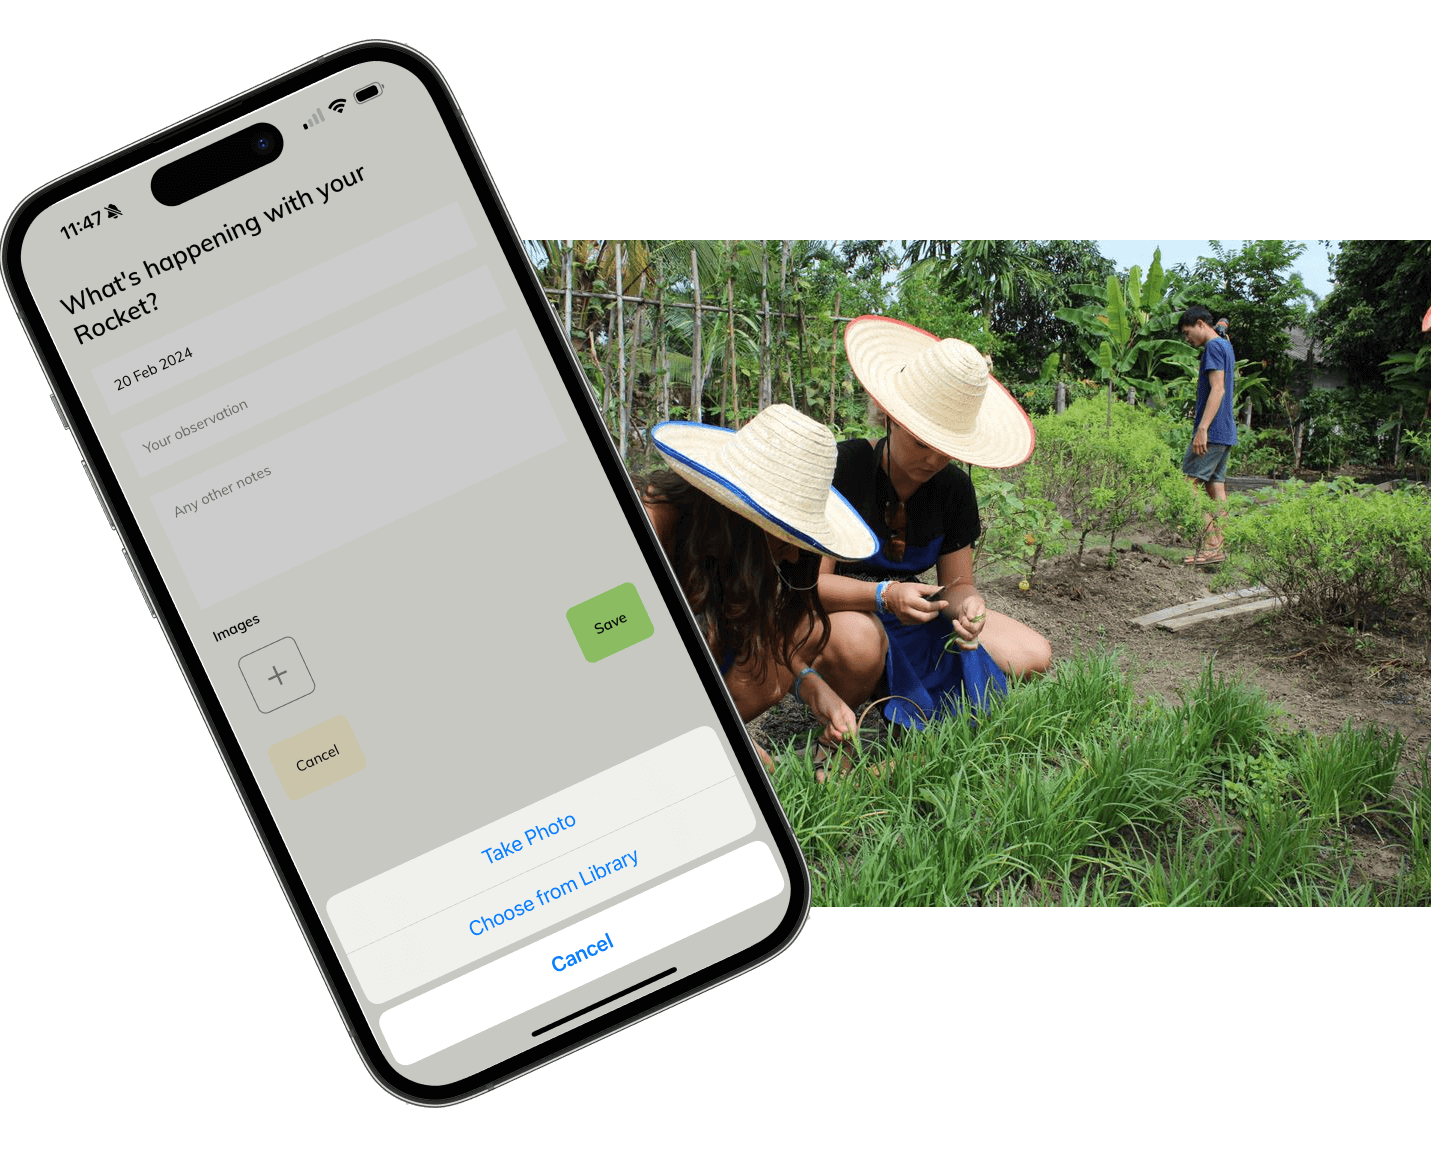 11:47
What's happening with your
Rocket?
20 Feb 2024
Your observation
Any other notes
Images
Save
Cancel
Take Photo
Choose from Library
Cancel